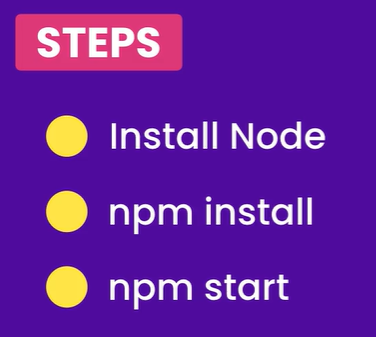 STEPS
Install Node
npm install
npm start